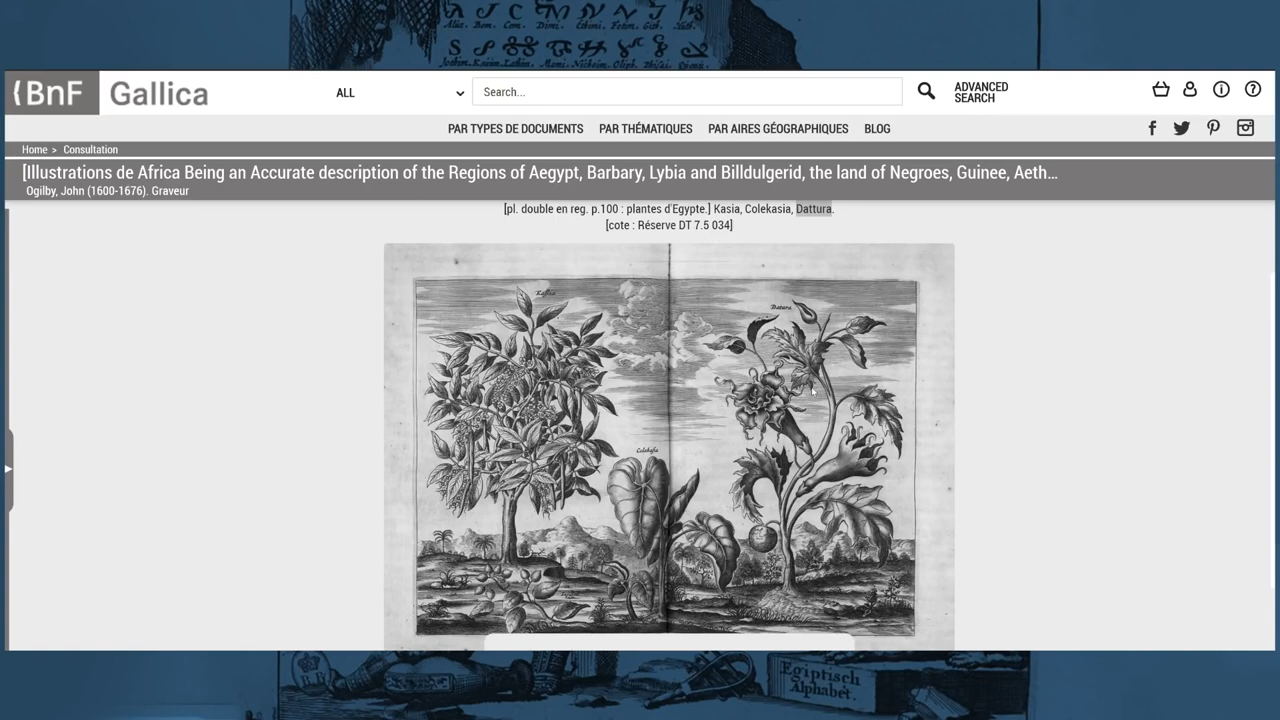 BnF Gallica
ALL
Search...
ADVANCED
SEARCH
PAR TYPES DE DOCUMENTS PAR THÉMATIQUES PAR AIRES GÉOGRAPHIQUES BLOG
Home > Consultation
[Illustrations de Africa Being an Accurate description of the Regions of Aegypt, Barbary, Lybia and Billdulgerid, the land of Negroes, Guinee, Aeth...
Ogilby, John (1600-1676). Graveur
[pl. double en reg. p.100 : plantes d'Egypte.] Kasia, Colekasia, Dattura.
[cote : Réserve DT 7.5 034]
Datura
Egiptisch
Alphabet.